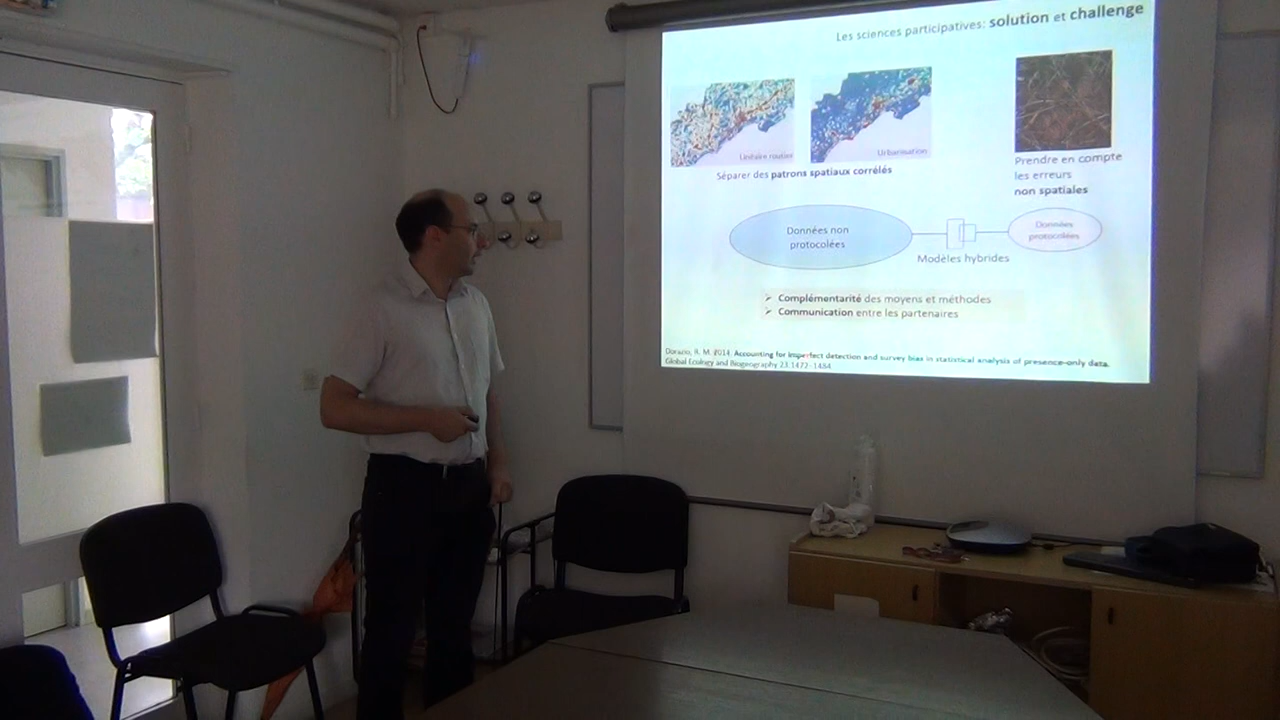 Les sciences participatives: solution et challenge
Linéaire routier
Urbanisation
Séparer des patrons spatiaux corrélés
Prendre en compte
les erreurs
non spatiales
Données non
protocolées
Données
protocolées
Modèles hybrides
➢ Complémentarité des moyens et méthodes
➢ Communication entre les partenaires
Dorazio, R. M. 2014. Accounting for imperfect detection and survey bias in statistical analysis of presence-only data.
Global Ecology and Biogeography 23:1472-1484